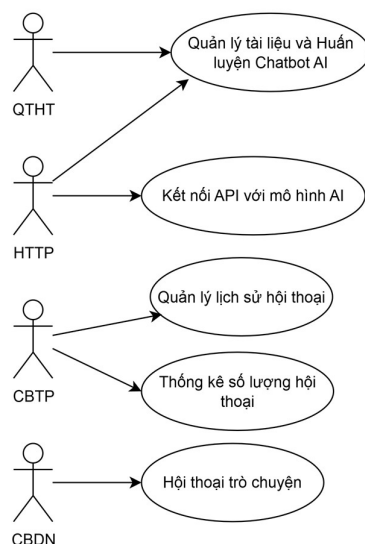 Quản lý tài liệu và Huấn
luyện Chatbot AI
QTHT
Kết nối API với mô hình AI
HTTP
Quản lý lịch sử hội thoại
CBTP
Thống kê số lượng hội
thoại
Hội thoại trò chuyện
CBDN